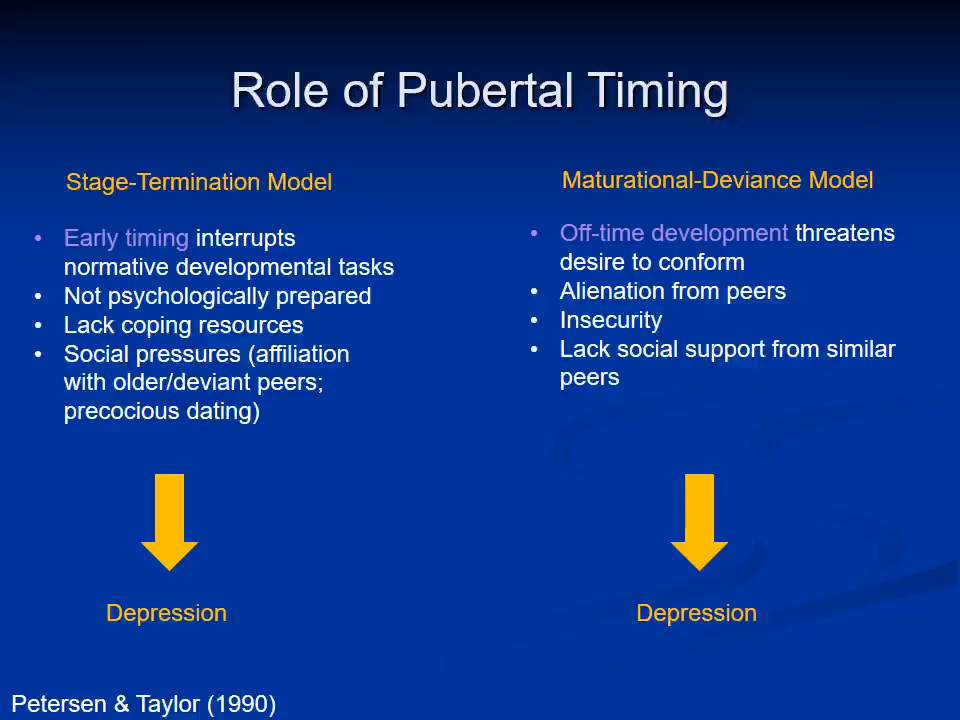 Role of Pubertal Timing
Stage-Termination Model
• Early timing interrupts
normative developmental tasks
• Not psychologically prepared
• Lack coping resources
• Social pressures (affiliation
with older/deviant peers;
precocious dating)
Depression
Maturational-Deviance Model
• Off-time development threatens
desire to conform
• Alienation from peers
• Insecurity
• Lack social support from similar
peers
Depression
Petersen & Taylor (1990)